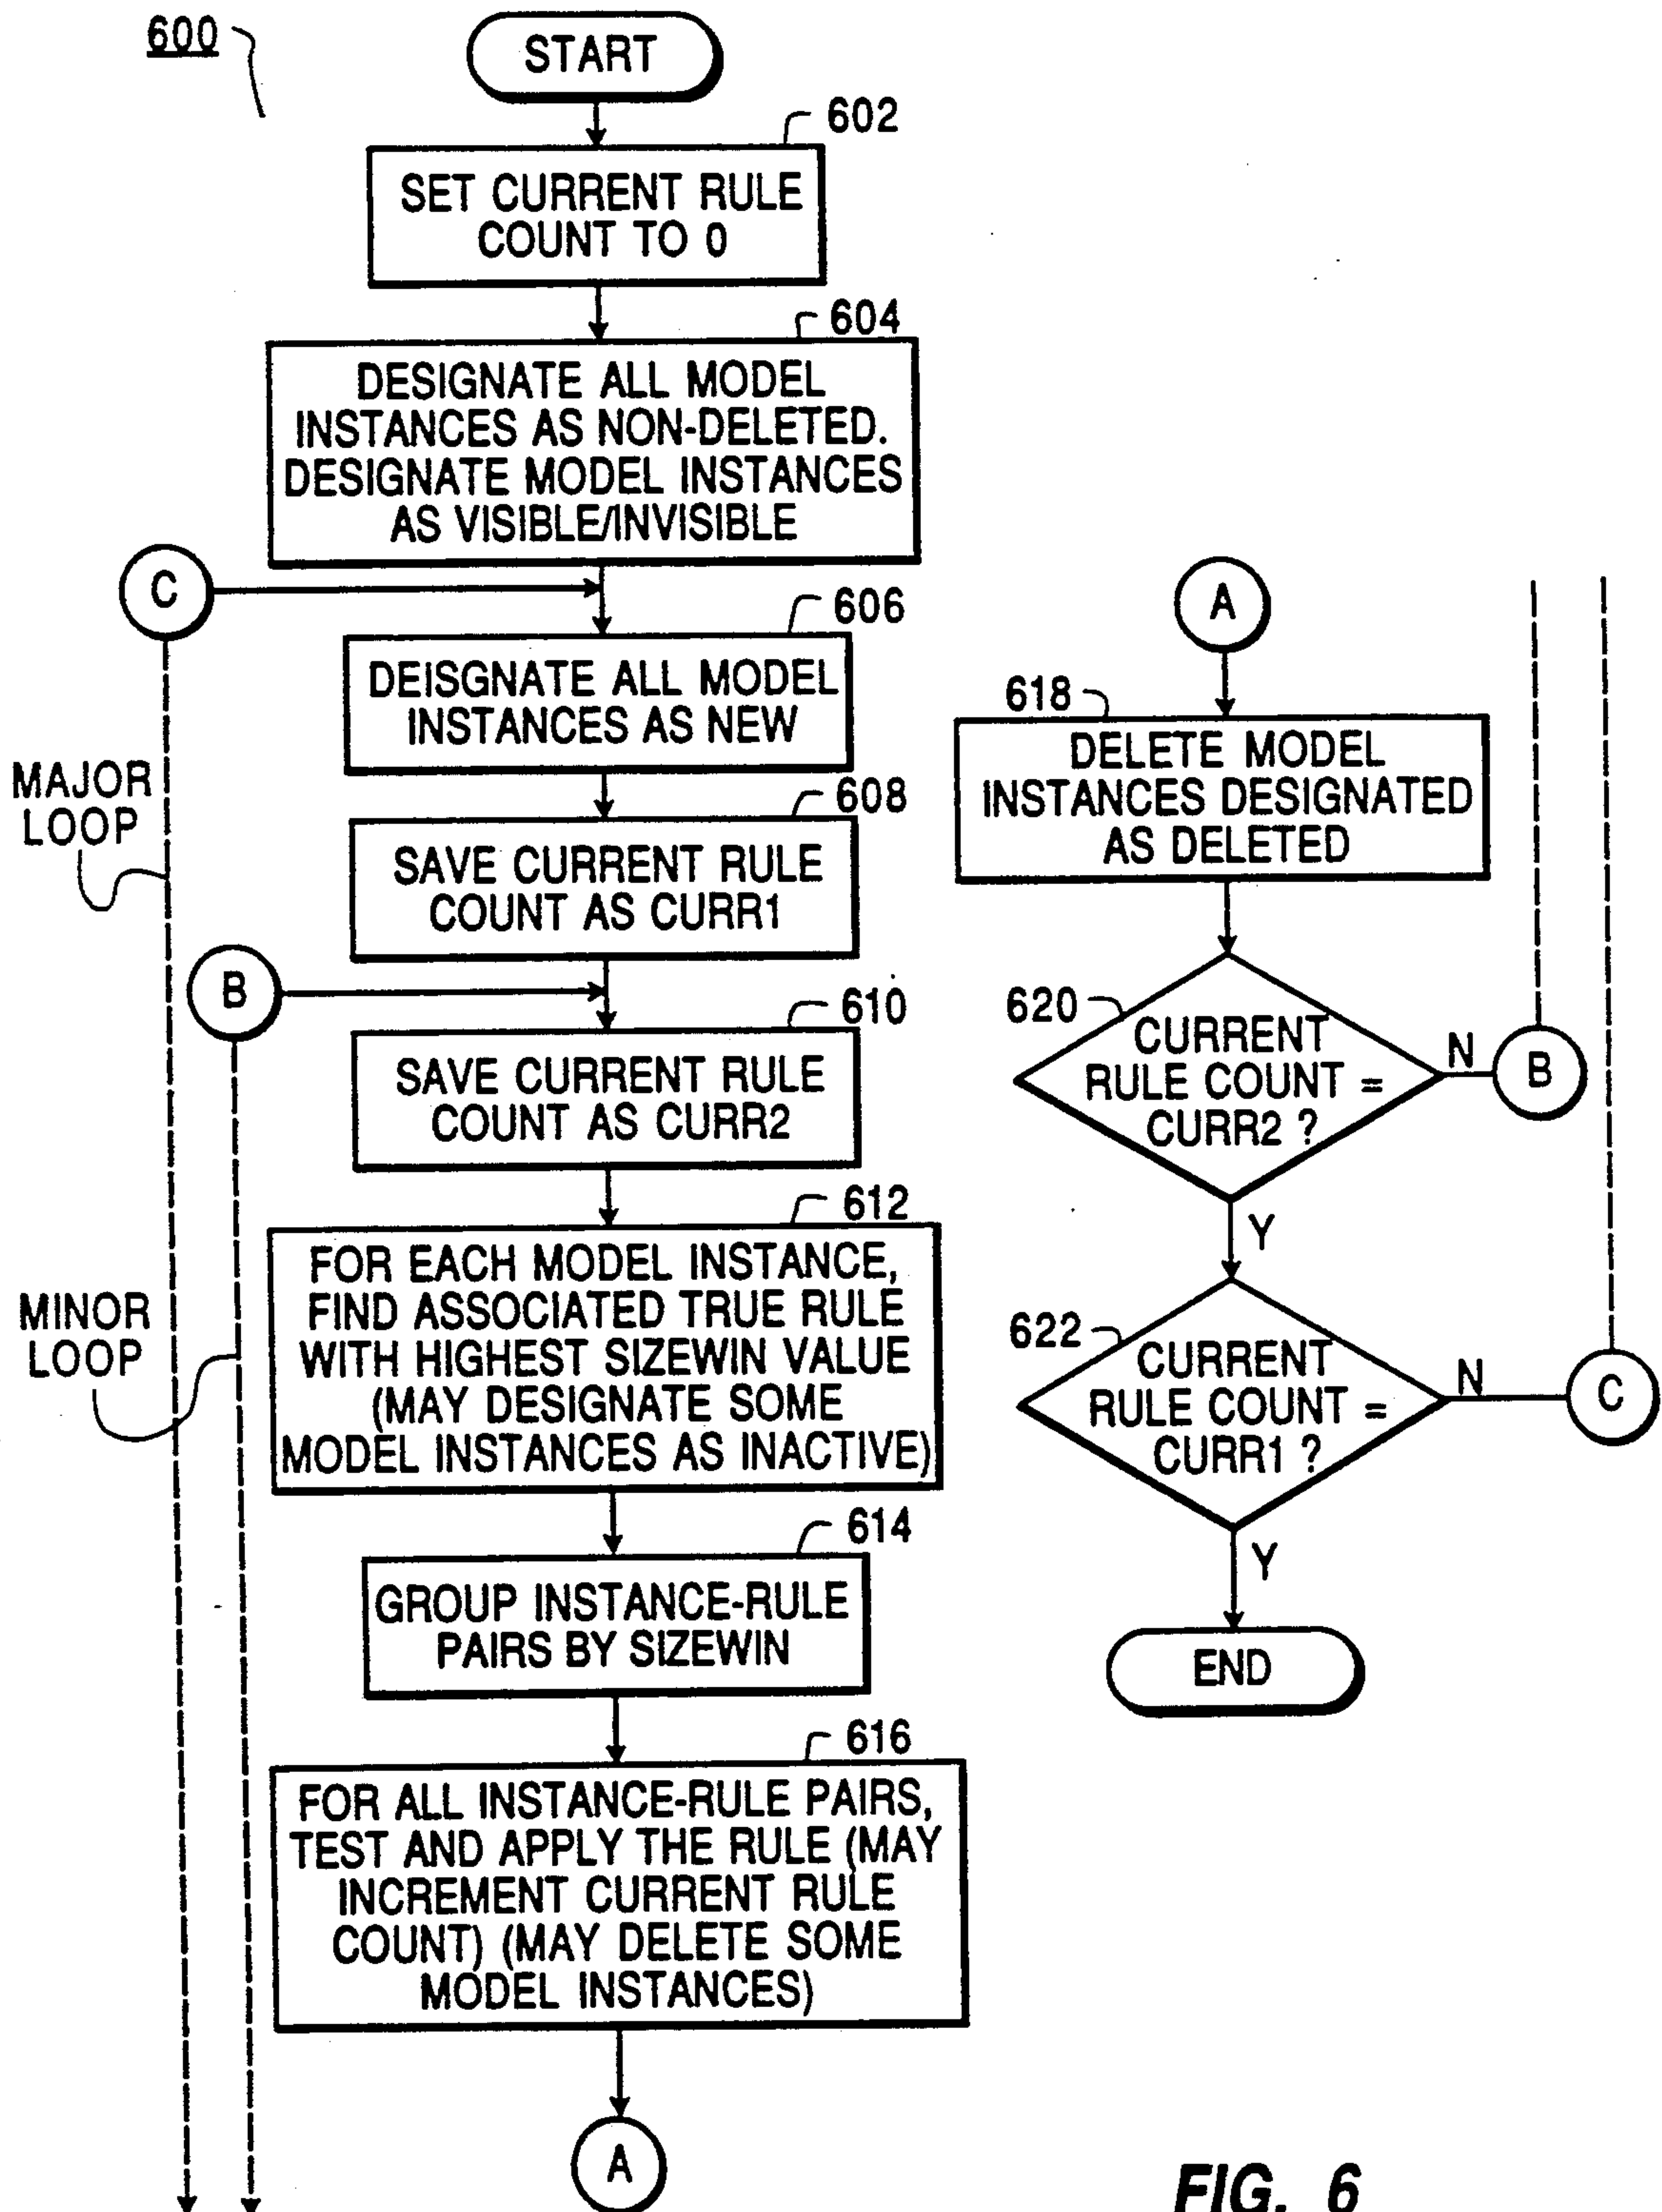 600
START
602
SET CURRENT RULE
COUNT TO 0
604
DESIGNATE ALL MODEL
INSTANCES AS NON-DELETED.
DESIGNATE MODEL INSTANCES
AS VISIBLE/INVISIBLE
C
606
DEISGNATE ALL MODEL
INSTANCES AS NEW
MAJOR
LOOP
608
SAVE CURRENT RULE
COUNT AS CURR1
B
610
SAVE CURRENT RULE
COUNT AS CURR2
612
FOR EACH MODEL INSTANCE,
FIND ASSOCIATED TRUE RULE
WITH HIGHEST SIZEWIN VALUE
(MAY DESIGNATE SOME
MODEL INSTANCES AS INACTIVE)
MINOR
LOOP
614
GROUP INSTANCE-RULE
PAIRS BY SIZEWIN
616
FOR ALL INSTANCE-RULE PAIRS,
TEST AND APPLY THE RULE (MAY
INCREMENT CURRENT RULE
COUNT) (MAY DELETE SOME
MODEL INSTANCES)
A
A
618
DELETE MODEL
INSTANCES DESIGNATED
AS DELETED
620
CURRENT
RULE COUNT =
CURR2 ?
N
B
Y
622
CURRENT
RULE COUNT =
CURR1 ?
N
C
Y
END
FIG. 6